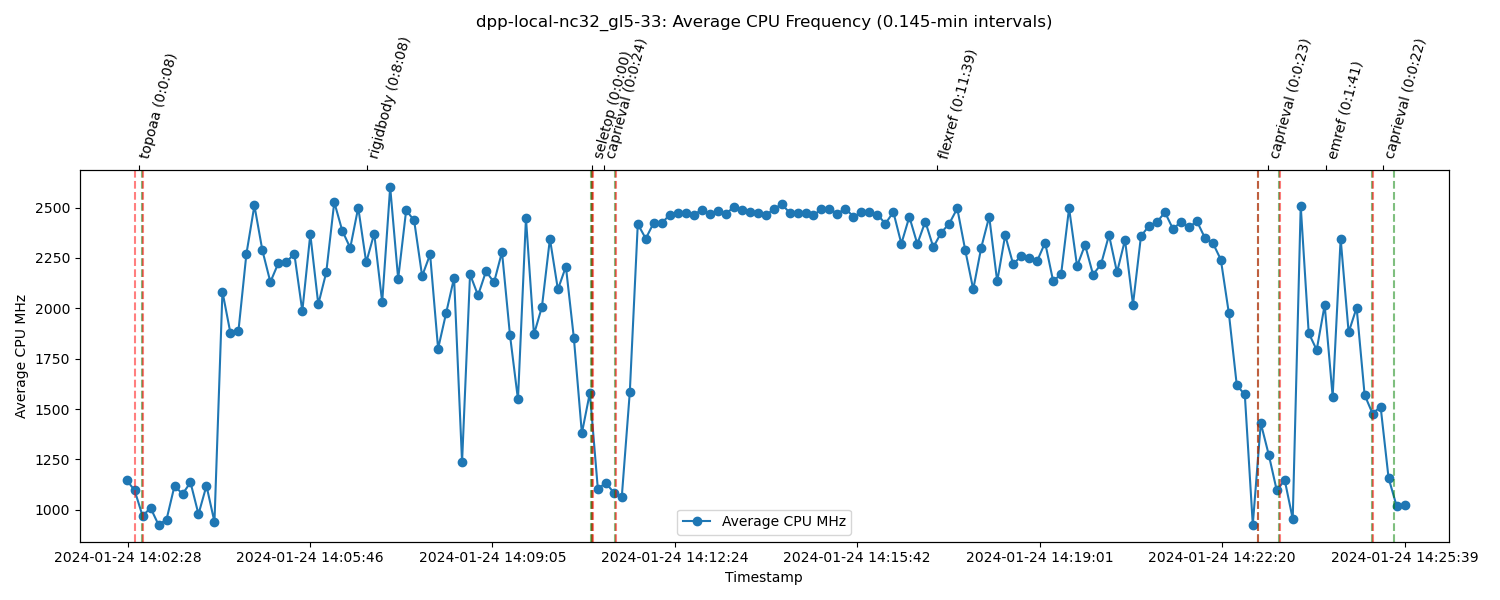 dpp-local-nc32_gl5-33: Average CPU Frequency (0.145-min intervals)
topoaa (0:0:08)
rigidbody (0:8:08)
seletop (0:0:00)
caprieval (0:0:24)
flexref (0:11:39)
caprieval (0:0:23)
emref (0:1:41)
caprieval (0:0:22)
Average CPU MHz
2500
2250
2000
1750
1500
1250
1000
Average CPU MHz
2024-01-24 14:02:28
2024-01-24 14:05:46
2024-01-24 14:09:05
2024-01-24 14:12:24
2024-01-24 14:15:42
2024-01-24 14:19:01
2024-01-24 14:22:20
2024-01-24 14:25:39
Timestamp